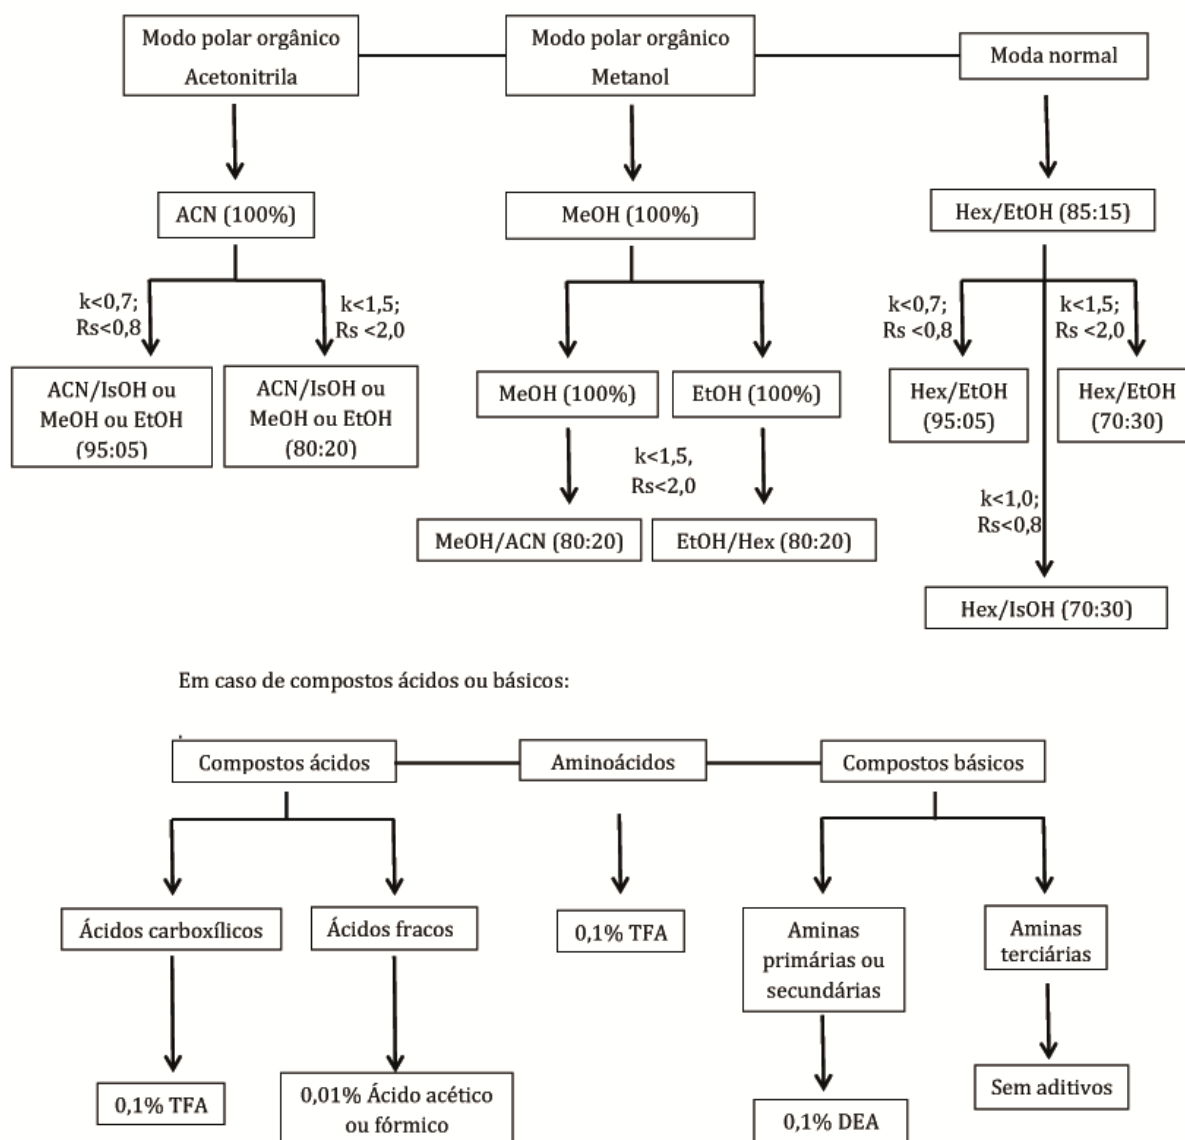 Modo polar orgânico
Acetonitrila
Modo polar orgânico
Metanol
Moda normal
ACN (100%)
MeOH (100%)
Hex/EtOH (85:15)
k<0,7;
Rs<0,8
k<1,5;
Rs <2,0
ACN/IsOH ou
MeOH ou EtOH
(95:05)
ACN/IsOH ou
MeOH ou EtOH
(80:20)
MeOH (100%)
EtOH (100%)
k<1,5,
Rs<2,0
MeOH/ACN (80:20)
EtOH/Hex (80:20)
k<0,7;
Rs <0,8
k<1,5;
Rs<2,0
Hex/EtOH
(95:05)
Hex/EtOH
(70:30)
k<1,0;
Rs<0,8
Hex/IsOH (70:30)
Em caso de compostos ácidos ou básicos:
Compostos ácidos
Aminoácidos
Compostos básicos
Ácidos carboxílicos
Ácidos fracos
0,1% TFA
Aminas
primárias ou
secundárias
Aminas
terciárias
0,1% TFA
0,01% Ácido acético
ou fórmico
0,1% DEA
Sem aditivos